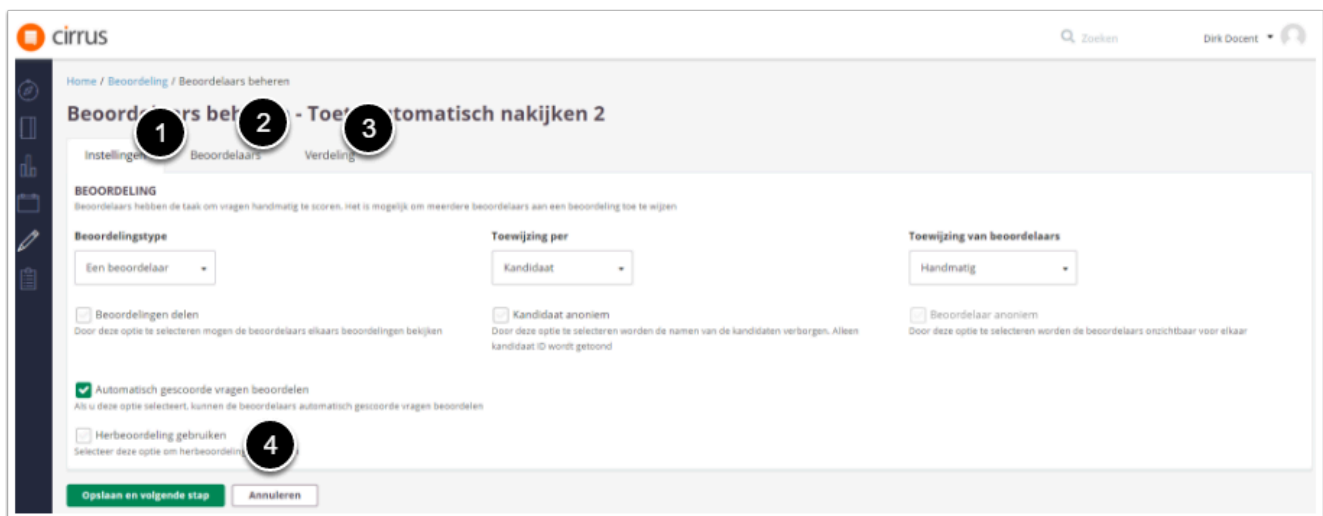 cirrus
Zoeken
Dirk Docent
Home / Beoordeling / Beoordelaars beheren
Beoordelaars beheren - Toets automatisch nakijken 2
1
2
3
Instellingen
Beoordelaars
Verdeling
BEOORDELING
Beoordelaars hebben de taak om vragen handmatig te scoren. Het is mogelijk om meerdere beoordelaars aan een beoordeling toe te wijzen
Beoordelingstype
Toewijzing per
Toewijzing van beoordelaars
Een beoordelaar
Kandidaat
Handmatig
Beoordelingen delen
Door deze optie te selecteren mogen de beoordelaars elkaars beoordelingen bekijken
Kandidaat anoniem
Door deze optie te selecteren worden de namen van de kandidaten verborgen. Alleen
kandidaat ID wordt getoond
Beoordelaar anoniem
Door deze optie te selecteren worden de beoordelaars onzichtbaar voor elkaar
Automatisch gescoorde vragen beoordelen
Als u deze optie selecteert, kunnen de beoordelaars automatisch gescoorde vragen beoordelen
Herbeoordeling gebruiken
Selecteer deze optie om herbeoordeling
4
Opslaan en volgende stap
Annuleren